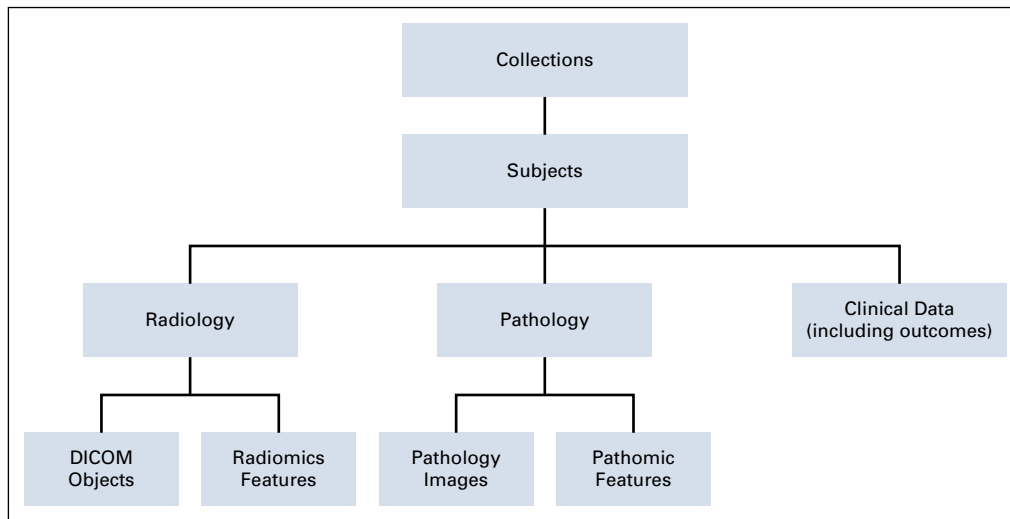 Collections
Subjects
Radiology
Pathology
Clinical Data
(including outcomes)
DICOM
Objects
Radiomics
Features
Pathology
Images
Pathomic
Features